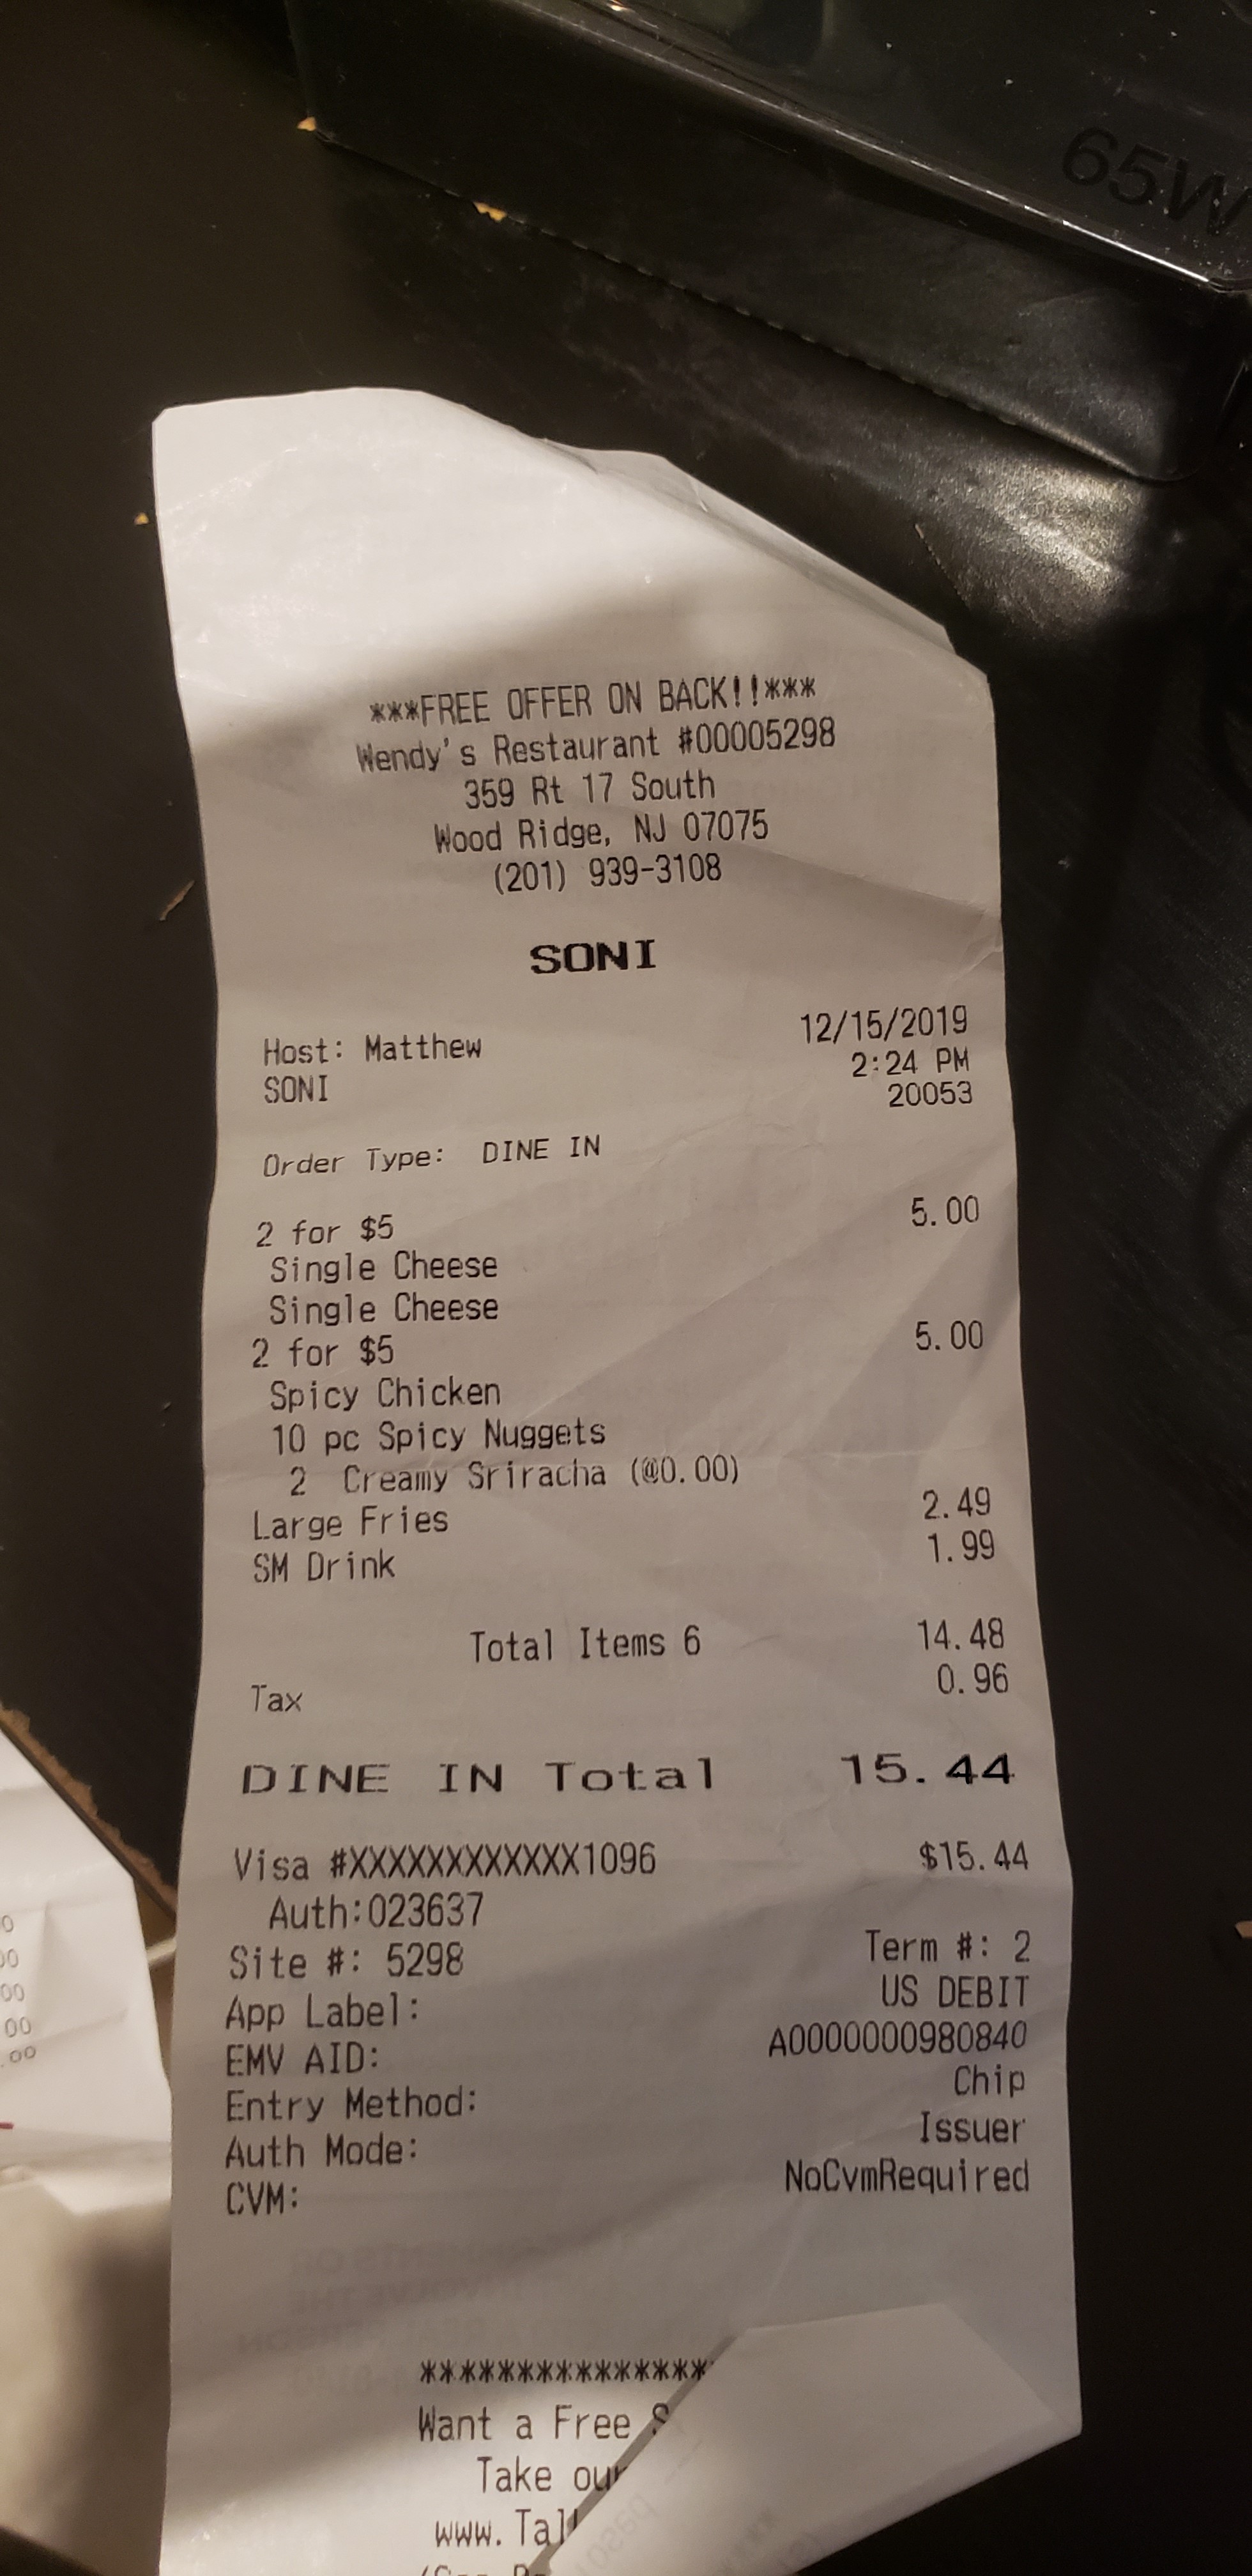 65W
***FREE OFFER ON BACK!!***
Wendy's Restaurant #00005298
359 Rt 17 South
Wood Ridge, NJ 07075
(201) 939-3108
SONI
Host: Matthew 12/15/2019
SONI 2:24 PM
20053
Order Type: DINE IN
2 for $5 5.00
Single Cheese
Single Cheese
2 for $5 5.00
Spicy Chicken
10 pc Spicy Nuggets
2 Creamy Sriracha (@0.00)
Large Fries 2.49
SM Drink 1.99
Total Items 6 14.48
Tax 0.96
DINE IN Total 15.44
Visa #XXXXXXXXXXXX1096 $15.44
Auth:023637
Site #: 5298 Term #: 2
App Label: US DEBIT
EMV AID: A0000000980840
Entry Method: Chip
Auth Mode: Issuer
CVM: NoCvmRequired
***************
Want a Free
Take our
www.Tal